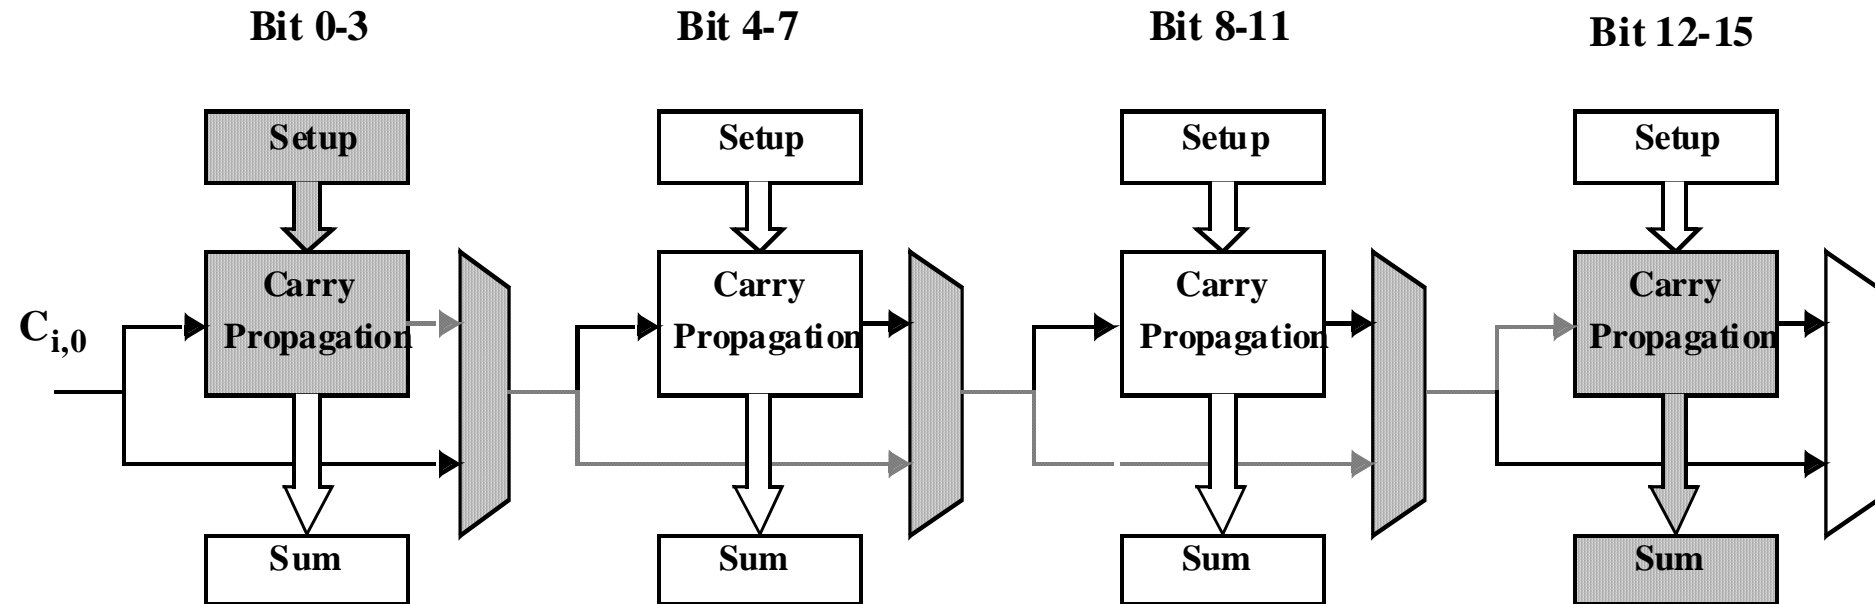 Bit 0-3
Bit 4-7
Bit 8-11
Bit 12-15
Setup
Setup
Setup
Setup
Carry
Propagation
Carry
Propagation
Carry
Propagation
Carry
Propagation
Ci,0
Sum
Sum
Sum
Sum